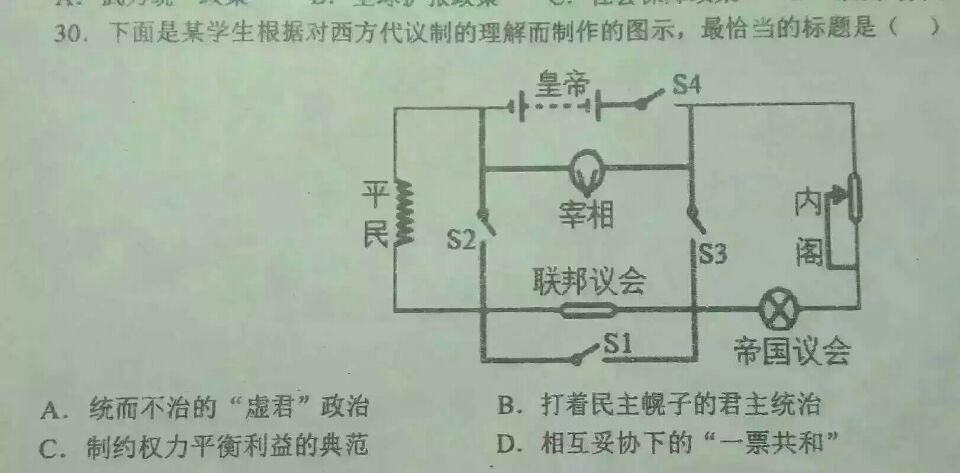 30. 下面是某学生根据对西方代议制的理解而制作的图示，最恰当的标题是（  ）
皇帝
S4
平民
宰相
内阁
S2
S3
联邦议会
S1
帝国议会
A. 统而不治的“虚君”政治
B. 打着民主幌子的君主统治
C. 制约权力平衡利益的典范
D. 相互妥协下的“一票共和”